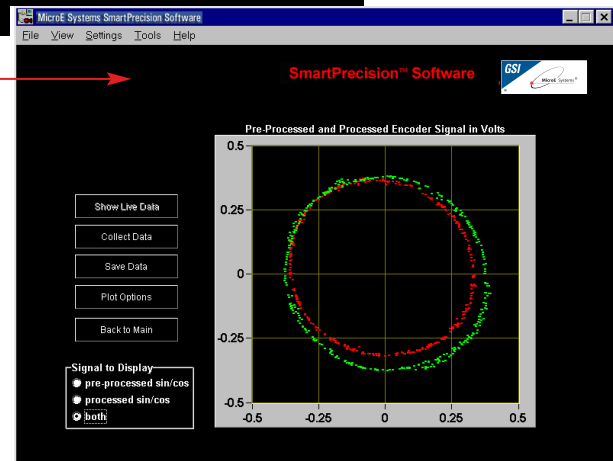 MicroE Systems SmartPrecision Software
File View Settings Tools Help
SmartPrecision™ Software
GSI
MicroE Systems
Pre-Processed and Processed Encoder Signal in Volts
Show Live Data
Collect Data
Save Data
Plot Options
Back to Main
Signal to Display
pre-processed sin/cos
processed sin/cos
both
0.5
0.25
0
-0.25
-0.5
-0.5 -0.25 0 0.25 0.5